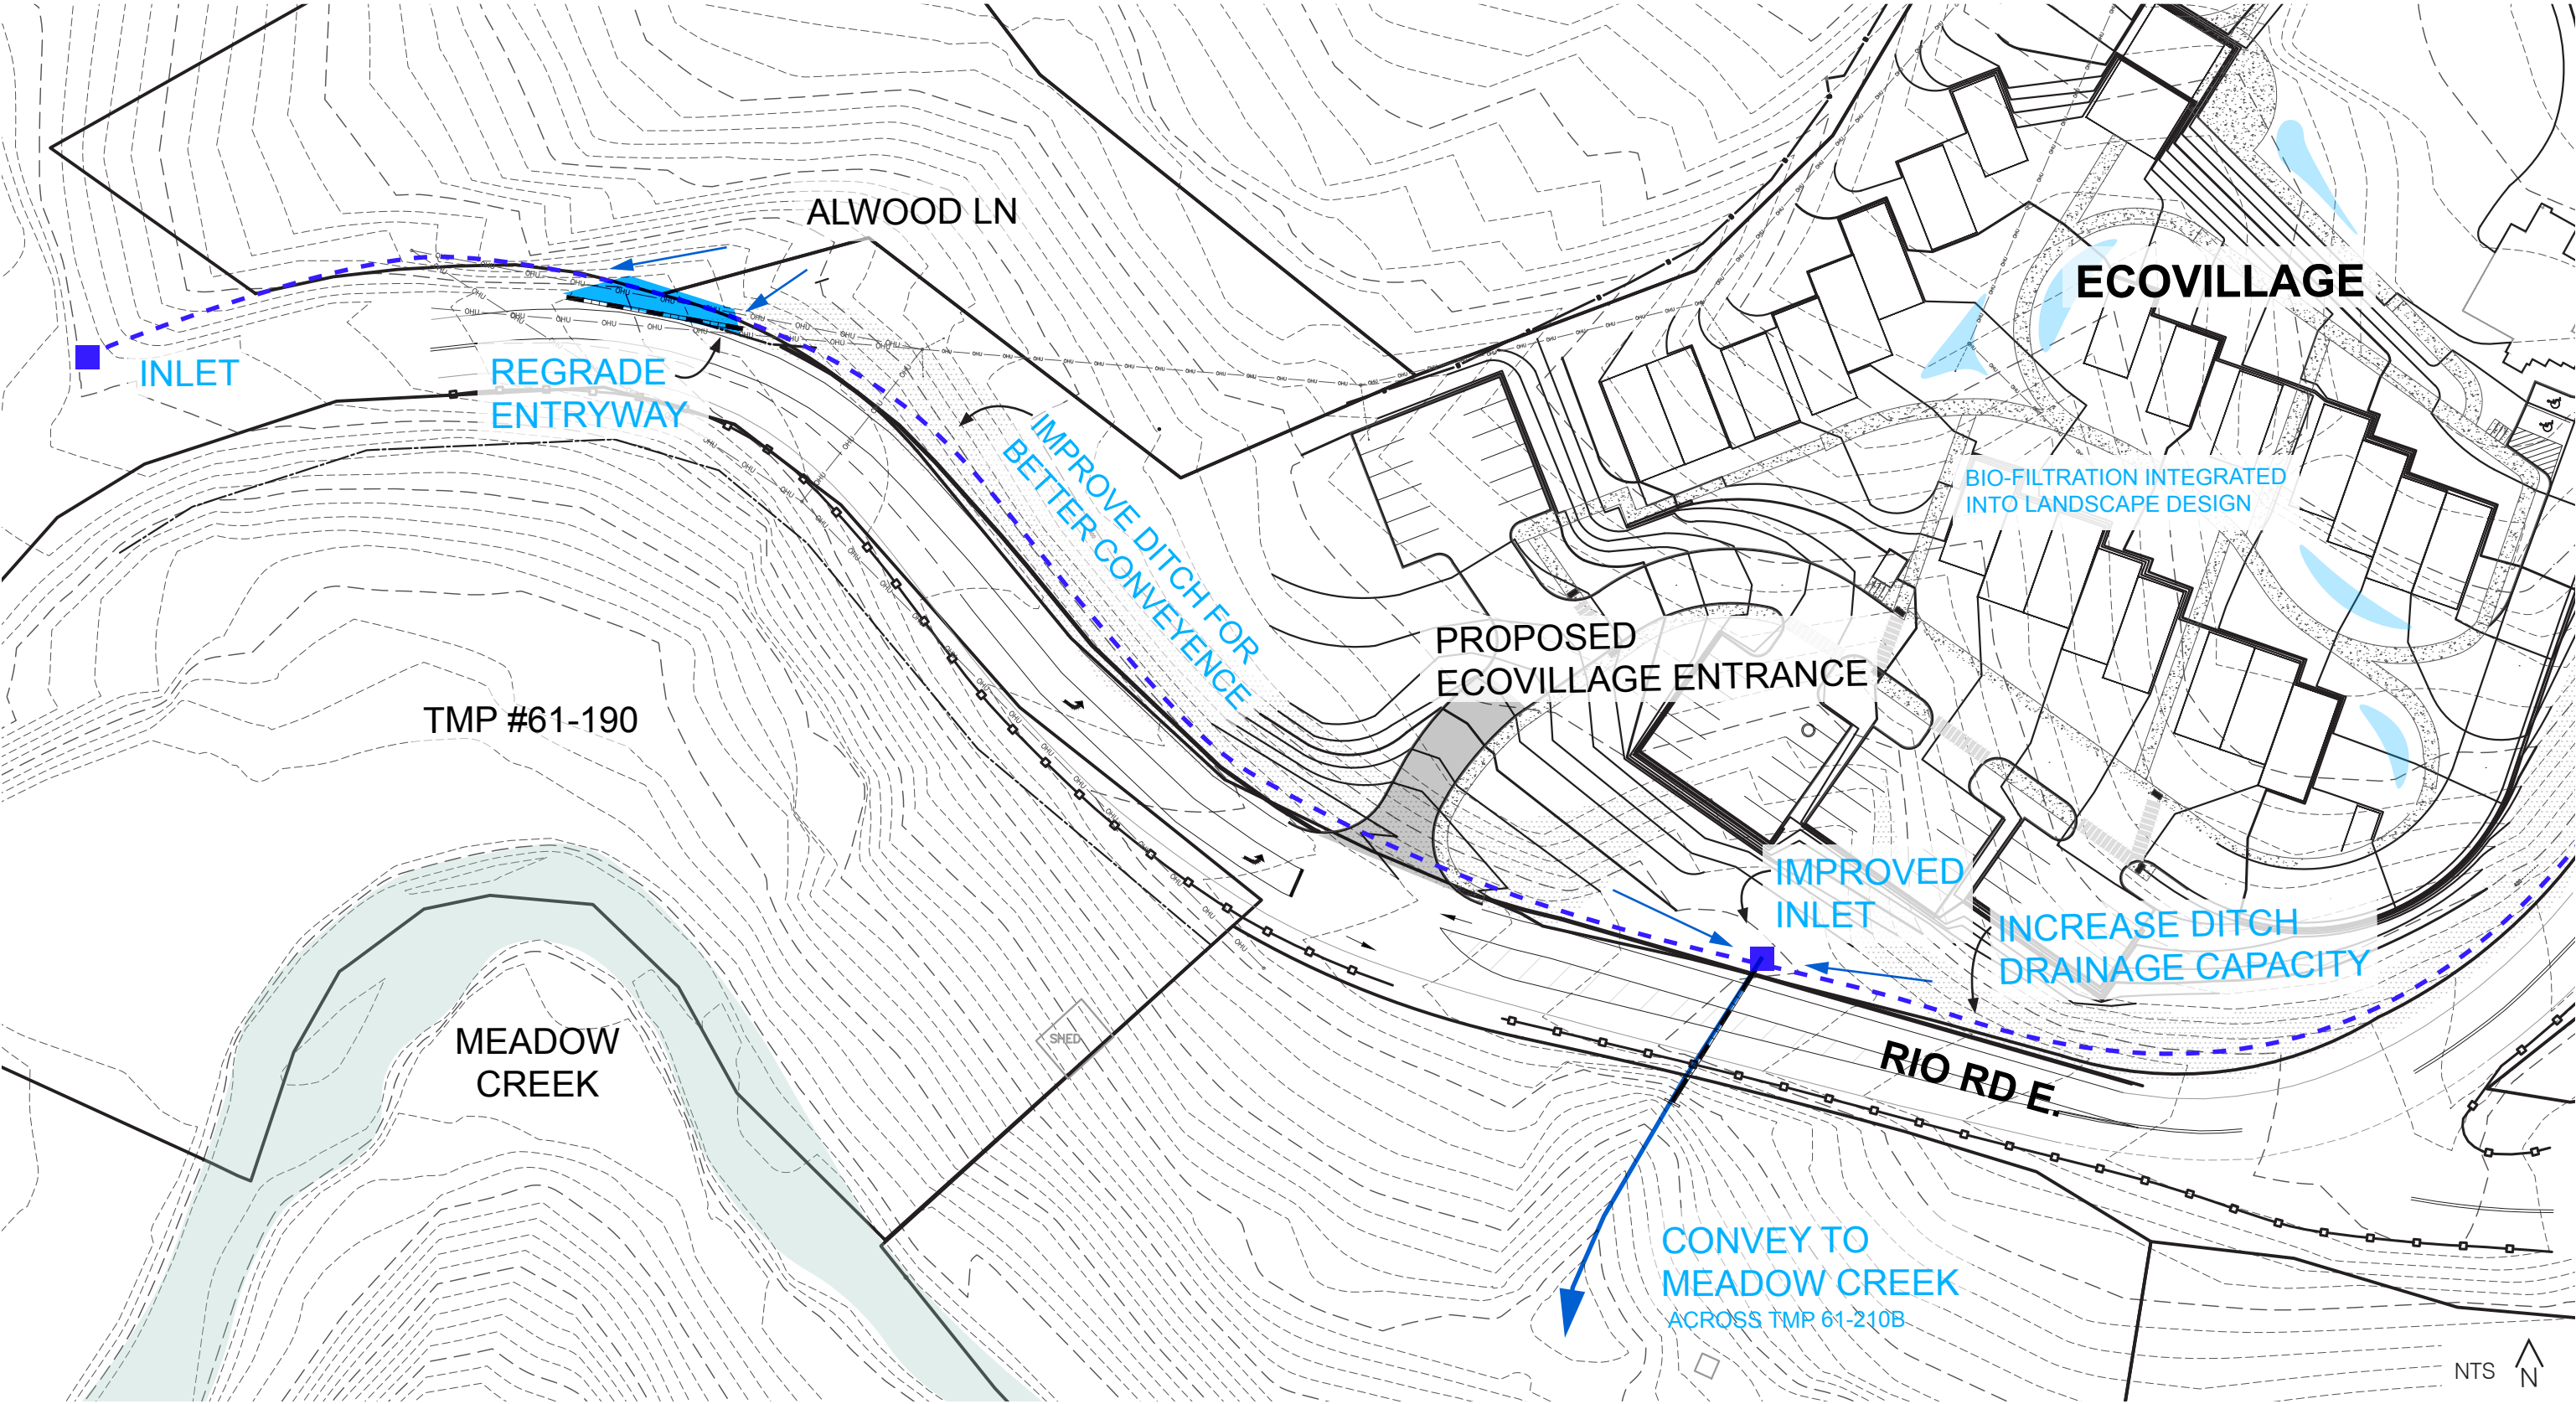 ALWOOD LN
ECOVILLAGE
INLET
REGRADE
ENTRYWAY
IMPROVE DITCH FOR
BETTER CONVEYENCE
BIO-FILTRATION INTEGRATED
INTO LANDSCAPE DESIGN
PROPOSED
ECOVILLAGE ENTRANCE
TMP #61-190
IMPROVED
INLET
INCREASE DITCH
DRAINAGE CAPACITY
MEADOW
CREEK
SHED
RIO RD E.
CONVEY TO
MEADOW CREEK
ACROSS TMP 61-210B
NTS
N
OHU